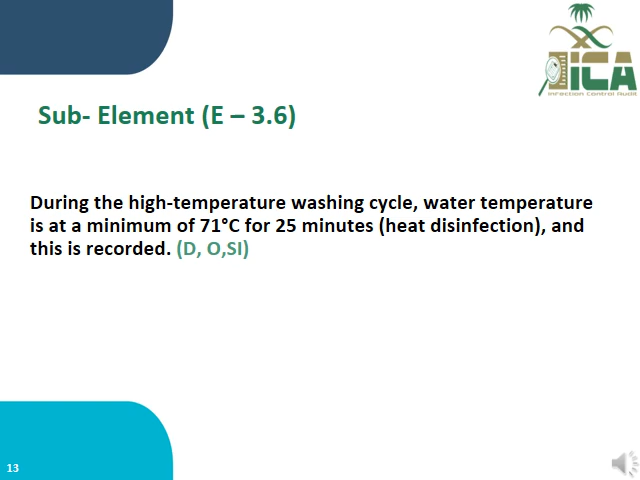 iCA
Infection Control Audit
Sub- Element (E – 3.6)
During the high-temperature washing cycle, water temperature
is at a minimum of 71°C for 25 minutes (heat disinfection), and
this is recorded. (D, O,SI)
13